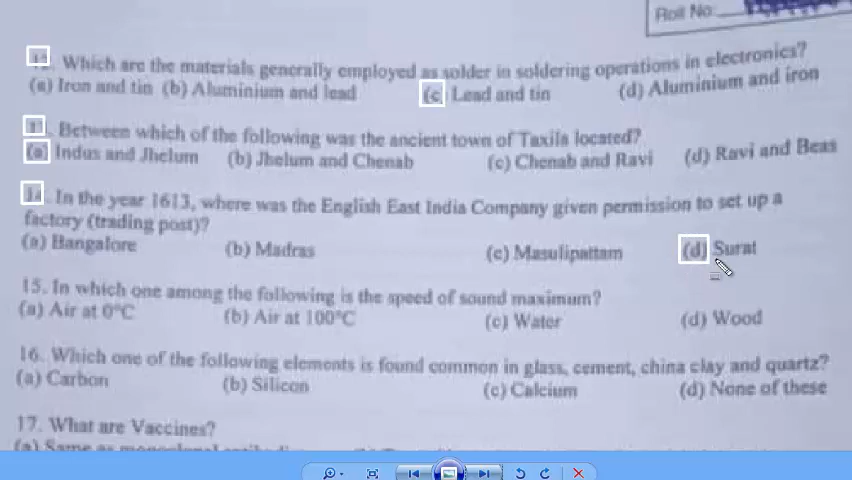 Roll No:
12. Which are the materials generally employed as solder in soldering operations in electronics?
(a) Iron and tin (b) Aluminium and lead (c) Lead and tin (d) Aluminium and iron
13. Between which of the following was the ancient town of Taxila located?
(a) Indus and Jhelum (b) Jhelum and Chenab (c) Chenab and Ravi (d) Ravi and Beas
14. In the year 1613, where was the English East India Company given permission to set up a
factory (trading post)?
(a) Bangalore (b) Madras (c) Masulipattam (d) Surat
15. In which one among the following is the speed of sound maximum?
(a) Air at 0°C (b) Air at 100°C (c) Water (d) Wood
16. Which one of the following elements is found common in glass, cement, china clay and quartz?
(a) Carbon (b) Silicon (c) Calcium (d) None of these
17. What are Vaccines?
(a) Same as monoclonal